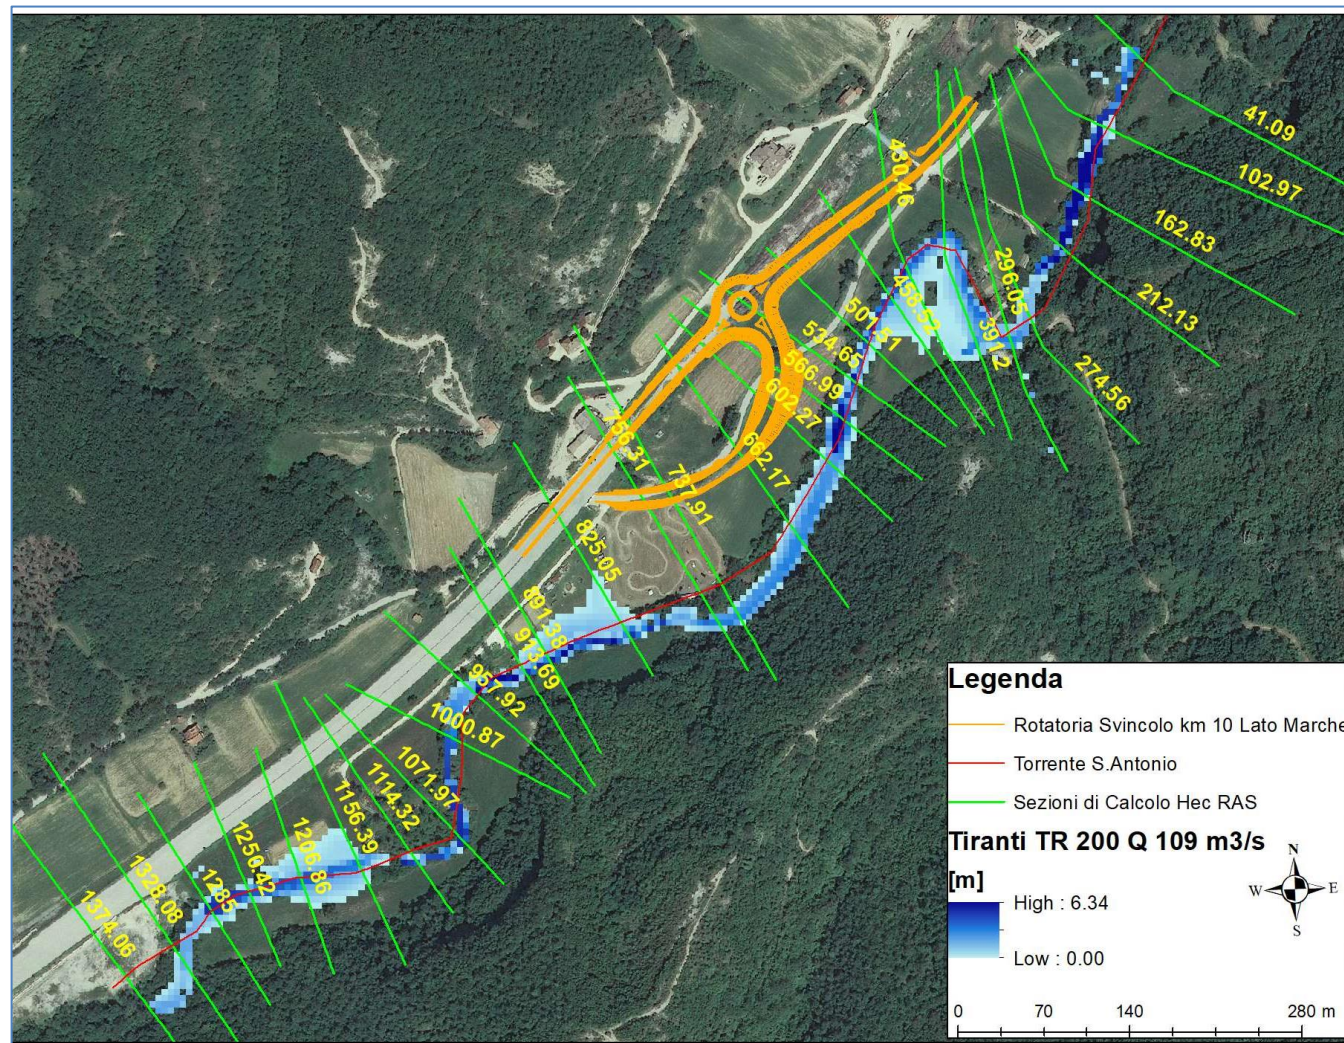 41.09
102.97
162.83
212.13
274.56
296.05
430.46
458.52
501.51
534.65
566.99
602.27
662.17
737.91
756.31
825.05
891.38
913.69
957.92
1000.87
1071.97
1114.32
1156.39
1206.86
1250.42
1285
1328.08
1374.06
Legenda
Rotatoria Svincolo km 10 Lato Marche
Torrente S.Antonio
Sezioni di Calcolo Hec RAS
Tiranti TR 200 Q 109 m3/s
[m]
High : 6.34
Low : 0.00
N
W E
S
0 70 140 280 m